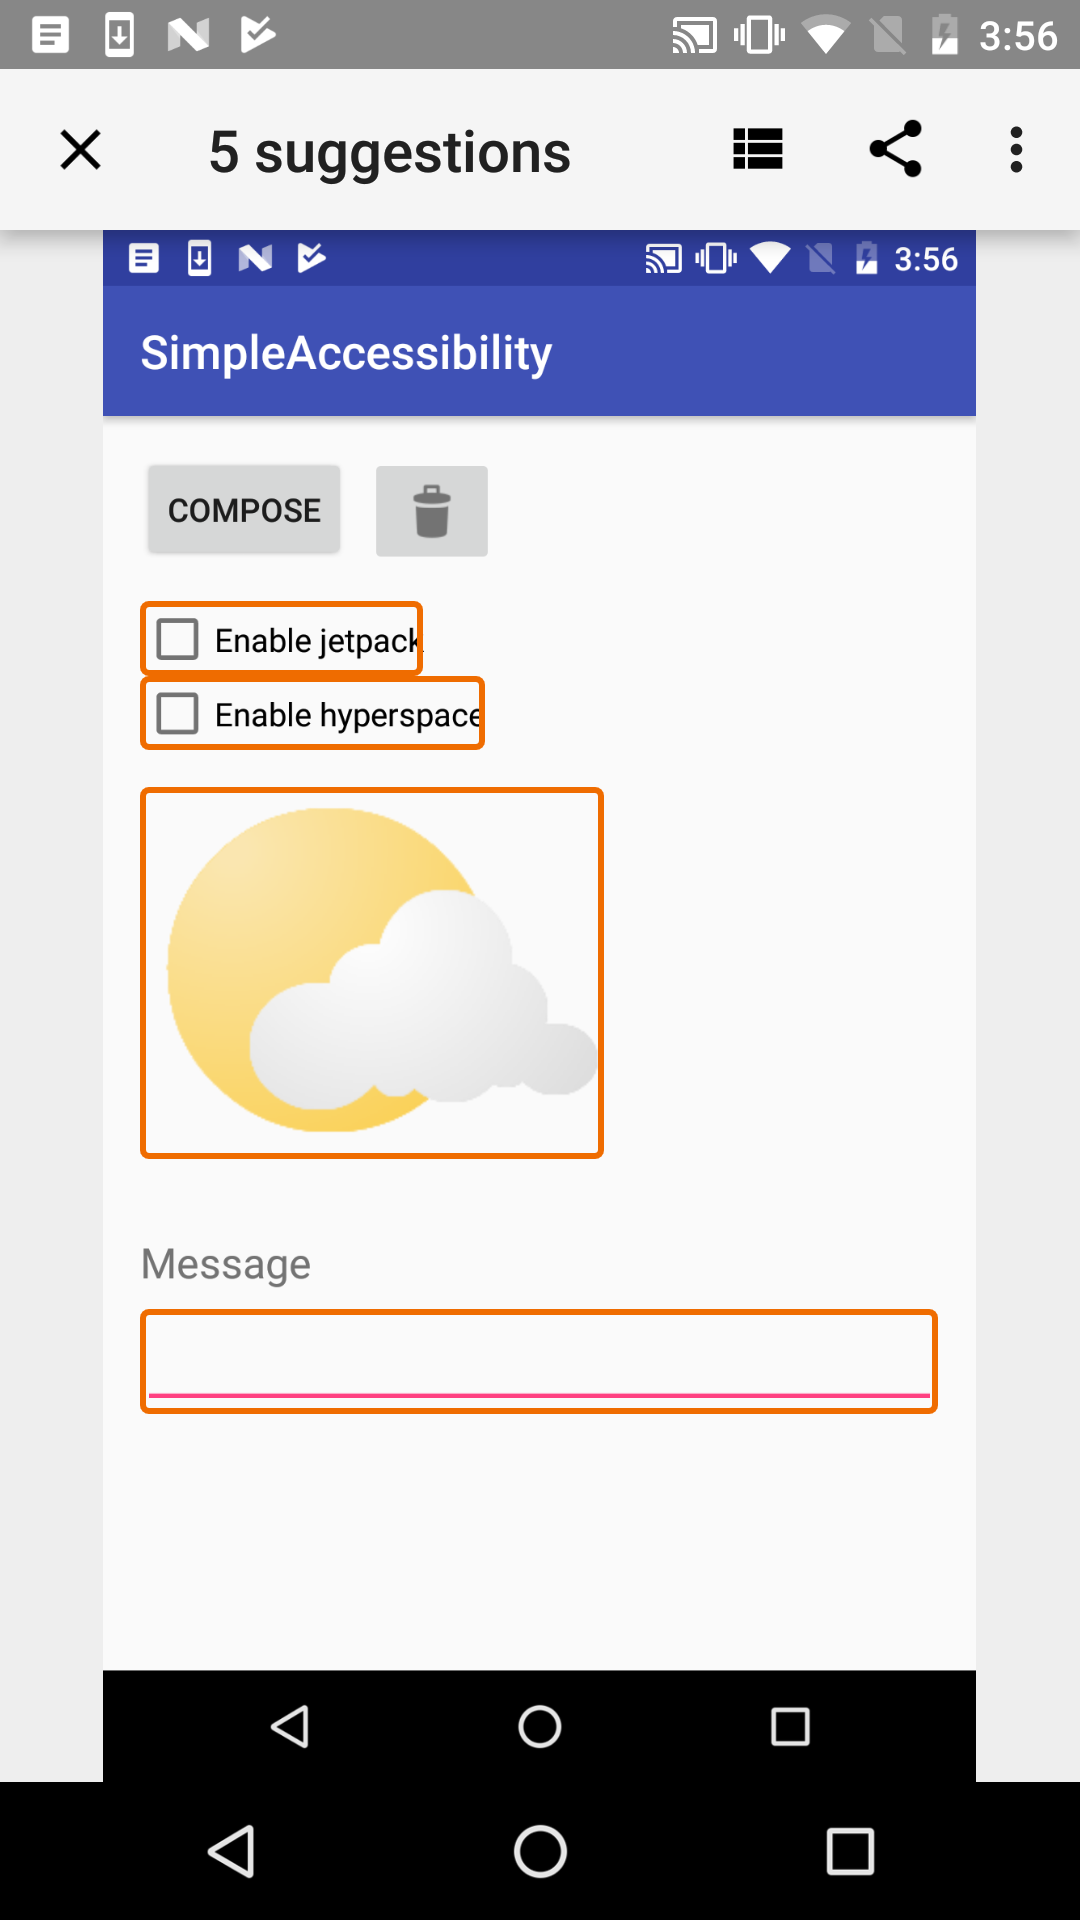 3:56
5 suggestions
3:56
SimpleAccessibility
COMPOSE
Enable jetpack
Enable hyperspace
Message